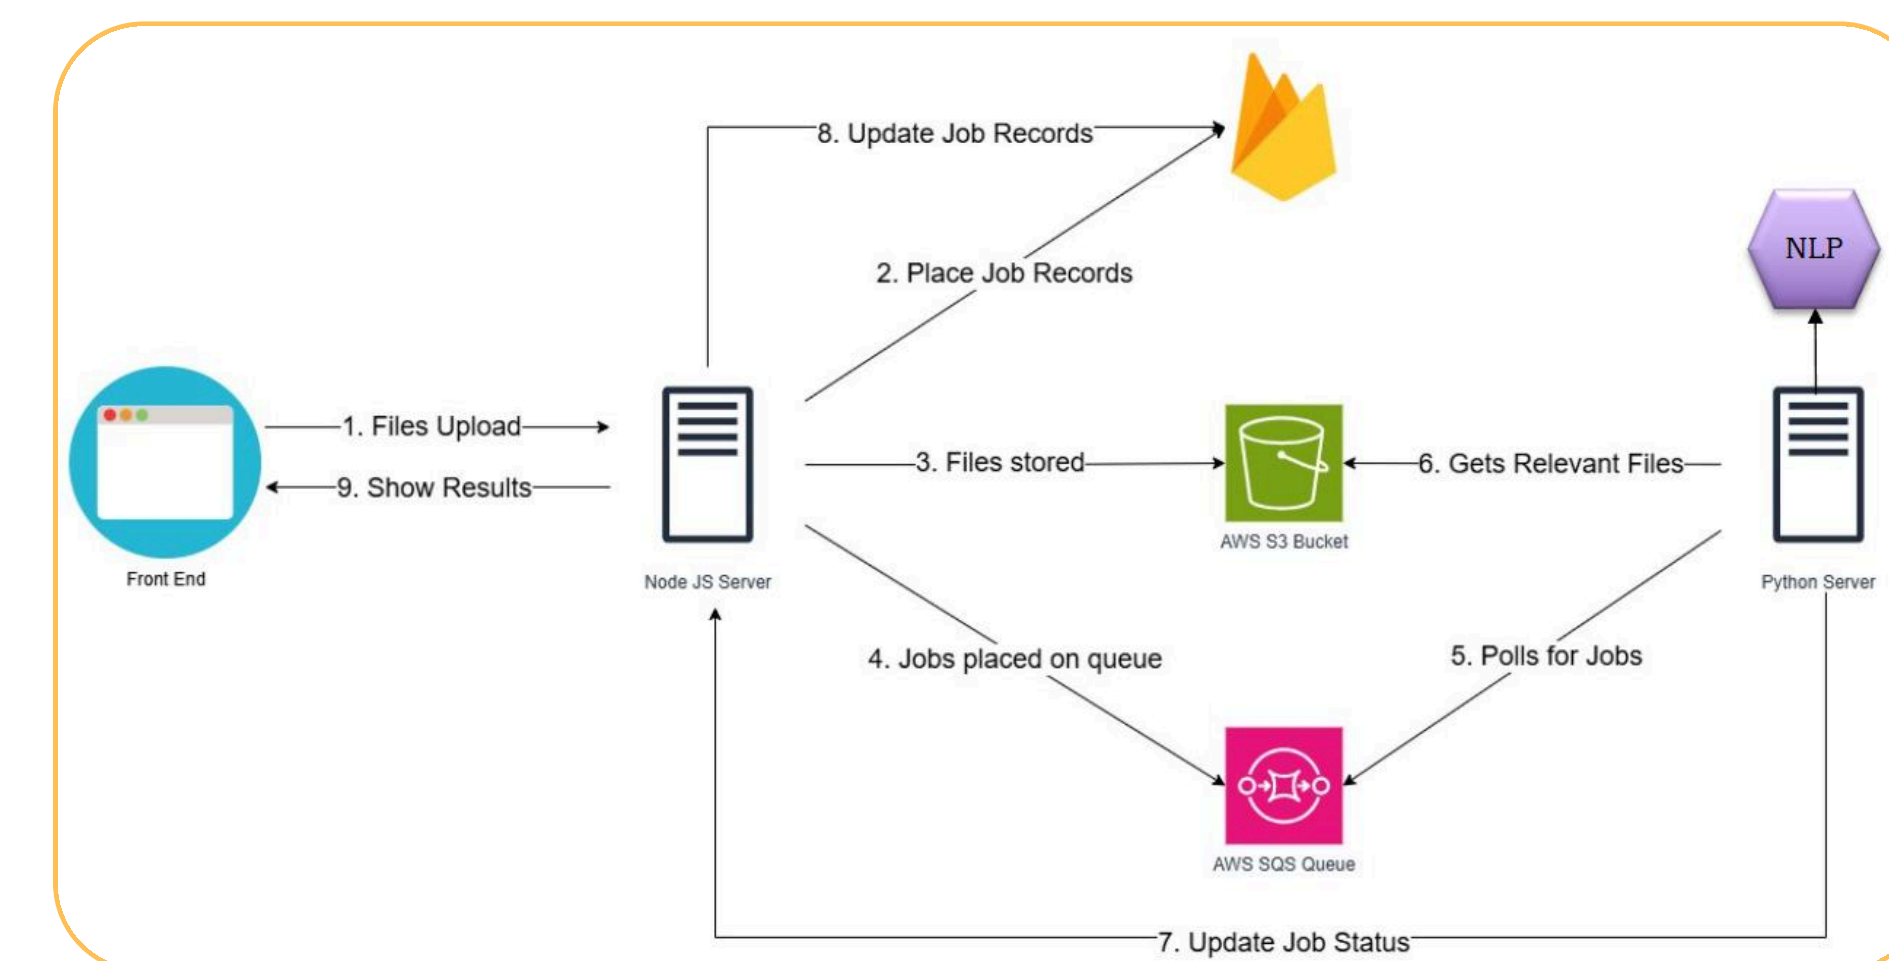 8. Update Job Records
NLP
2. Place Job Records
1. Files Upload
3. Files stored
6. Gets Relevant Files
9. Show Results
AWS S3 Bucket
Front End
Node JS Server
Python Server
4. Jobs placed on queue
5. Polls for Jobs
AWS SQS Queue
7. Update Job Status